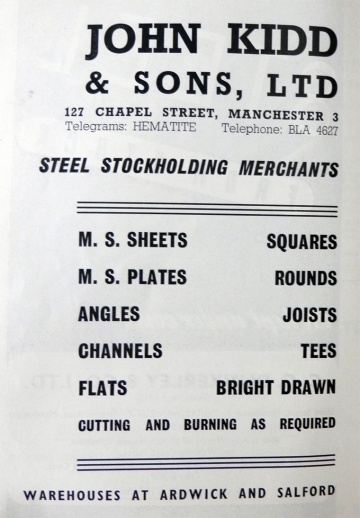 JOHN KIDD
& SONS, LTD
127 CHAPEL STREET, MANCHESTER 3
Telegrams: HEMATITE Telephone: BLA 4627
STEEL STOCKHOLDING MERCHANTS
M. S. SHEETS SQUARES
M. S. PLATES ROUNDS
ANGLES JOISTS
CHANNELS TEES
FLATS BRIGHT DRAWN
CUTTING AND BURNING AS REQUIRED
WAREHOUSES AT ARDWICK AND SALFORD